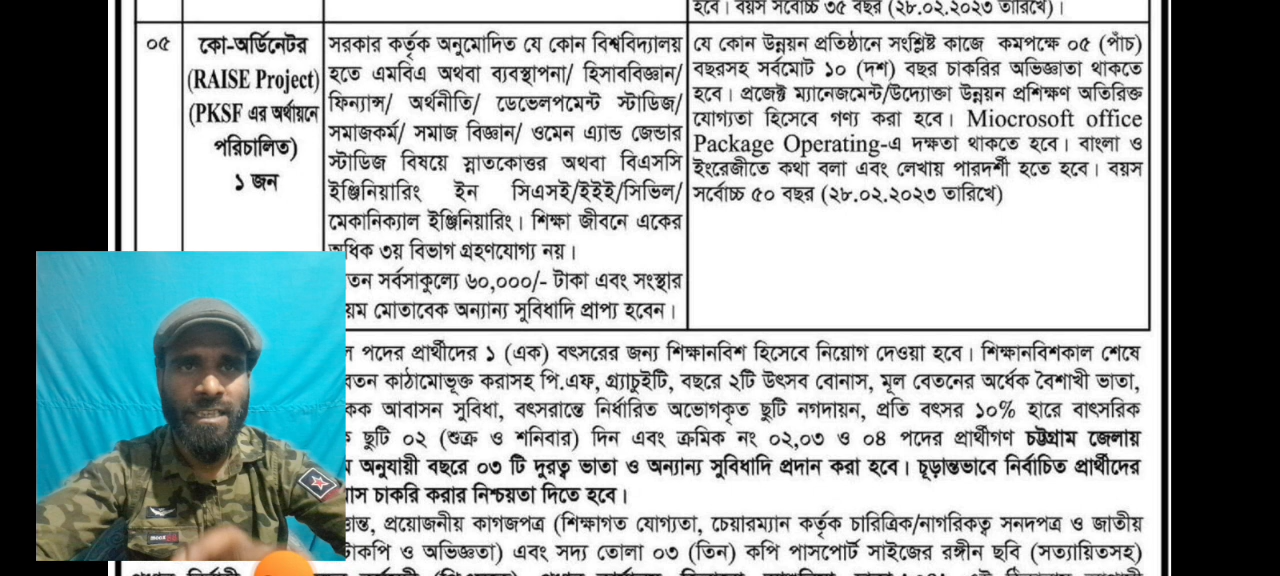 হবে। বয়স সর্বোচ্চ ৩৫ বছর (২৮.০২.২০২৩ তারিখে)।
০৫
কো-অর্ডিনেটর
(RAISE Project)
(PKSF এর অর্থায়নে
পরিচালিত)
১ জন
সরকার কর্তৃক অনুমোদিত যে কোন বিশ্ববিদ্যালয়
হতে এমবিএ অথবা ব্যবস্থাপনা/ হিসাববিজ্ঞান/
ফিন্যান্স/ অর্থনীতি/ ডেভেলপমেন্ট স্টাডিজ/
সমাজকর্ম/ সমাজ বিজ্ঞান/ ওমেন এ্যান্ড জেন্ডার
স্টাডিজ বিষয়ে স্নাতকোত্তর অথবা বিএসসি
ইঞ্জিনিয়ারিং ইন সিএসই/ইইই/সিভিল/
মেকানিক্যাল ইঞ্জিনিয়ারিং। শিক্ষা জীবনে একের
অধিক ৩য় বিভাগ গ্রহণযোগ্য নয়।
তন সর্বসাকুল্যে ৬০,০০০/- টাকা এবং সংস্থার
য়ম মোতাবেক অন্যান্য সুবিধাদি প্রাপ্য হবেন।
যে কোন উন্নয়ন প্রতিষ্ঠানে সংশ্লিষ্ট কাজে কমপক্ষে ০৫ (পাঁচ)
বছরসহ সর্বমোট ১০ (দশ) বছর চাকরির অভিজ্ঞাতা থাকতে
হবে। প্রজেক্ট ম্যানেজমেন্ট/উদ্যোক্তা উন্নয়ন প্রশিক্ষণ অতিরিক্ত
যোগ্যতা হিসেবে গণ্য করা হবে। Miocrosoft office
Package Operating-এ দক্ষতা থাকতে হবে। বাংলা ও
ইংরেজীতে কথা বলা এবং লেখায় পারদর্শী হতে হবে। বয়স
সর্বোচ্চ ৫০ বছর (২৮.০২.২০২৩ তারিখে)
পদের প্রার্থীদের ১ (এক) বৎসরের জন্য শিক্ষানবিশ হিসেবে নিয়োগ দেওয়া হবে। শিক্ষানবিশকাল শেষে
বেতন কাঠামোভূক্ত করাসহ পি.এফ, গ্র্যাচুইটি, বছরে ২টি উৎসব বোনাস, মূল বেতনের অর্ধেক বৈশাখী ভাতা,
কক আবাসন সুবিধা, বৎসরান্তে নির্ধারিত অভোগকৃত ছুটি নগদায়ন, প্রতি বৎসর ১০% হারে বাৎসরিক
ক ছুটি ০২ (শুক্র ও শনিবার) দিন এবং ক্রমিক নং ০২,০৩ ও ০৪ পদের প্রার্থীগণ চট্টগ্রাম জেলায়
অনুযায়ী বছরে ০৩ টি দুরত্ব ভাতা ও অন্যান্য সুবিধাদি প্রদান করা হবে। চূড়ান্তভাবে নির্বাচিত প্রার্থীদের
াস চাকরি করার নিশ্চয়তা দিতে হবে।
ত্তান্ত, প্রয়োজনীয় কাগজপত্র (শিক্ষাগত যোগ্যতা, চেয়ারম্যান কর্তৃক চারিত্রিক/নাগরিকত্ব সনদপত্র ও জাতীয়
টোকপি ও অভিজ্ঞতা) এবং সদ্য তোলা ০৩ (তিন) কপি পাসপোর্ট সাইজের রঙ্গীন ছবি (সত্যায়িতসহ)